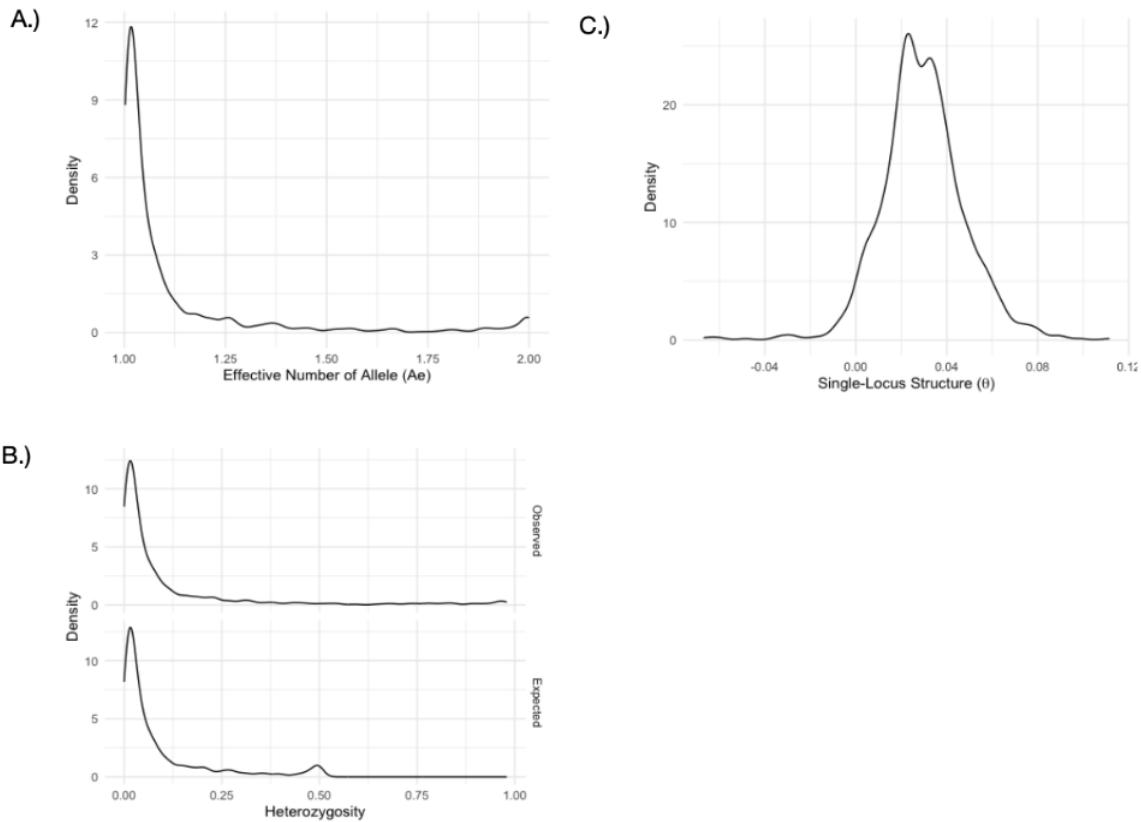 A.)
12
9
6
3
0
Density
1.00 1.25 1.50 1.75 2.00
Effective Number of Allele (Ae)
B.)
10
5
0
Observed
Density
10
5
0
Expected
0.00 0.25 0.50 0.75 1.00
Heterozygosity
C.)
20
10
0
Density
-0.04 0.00 0.04 0.08 0.12
Single-Locus Structure (θ)